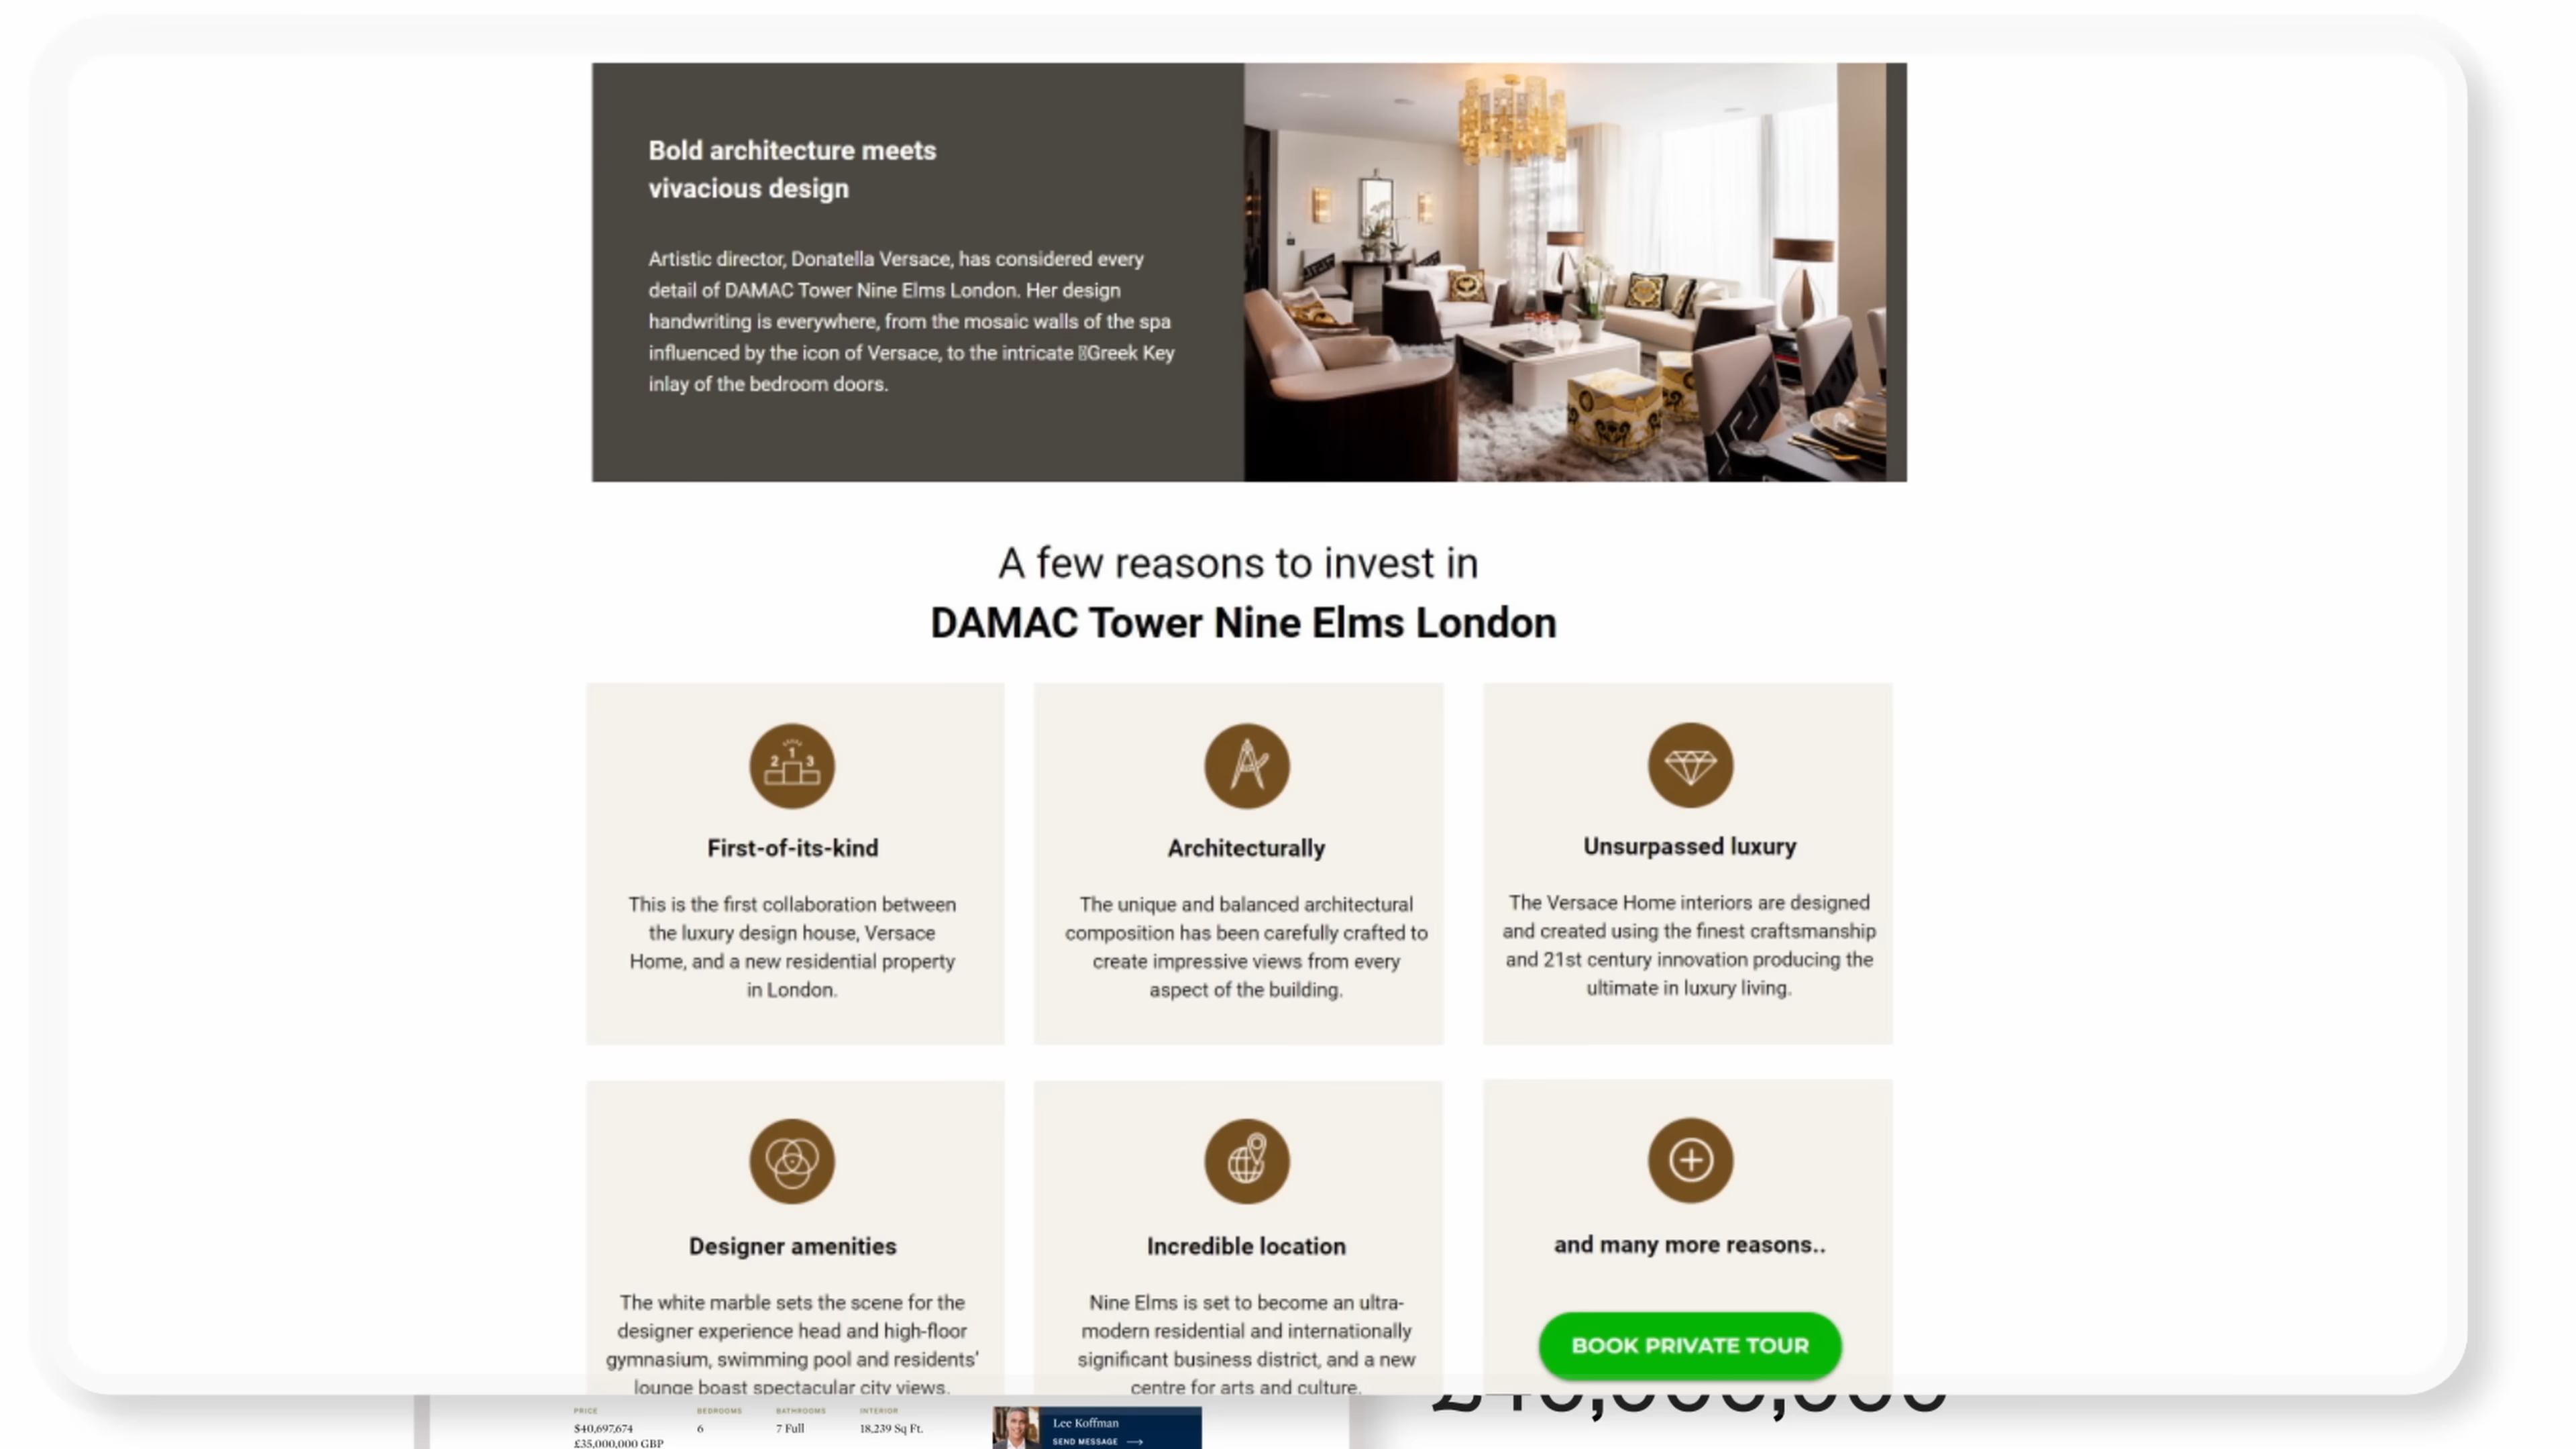 Bold architecture meets
vivacious design
Artistic director, Donatella Versace, has considered every
detail of DAMAC Tower Nine Elms London. Her design
handwriting is everywhere, from the mosaic walls of the spa
influenced by the icon of Versace, to the intricate Greek Key
inlay of the bedroom doors.
A few reasons to invest in
DAMAC Tower Nine Elms London
2 1 3
First-of-its-kind
This is the first collaboration between
the luxury design house, Versace
Home, and a new residential property
in London.
Architecturally
The unique and balanced architectural
composition has been carefully crafted to
create impressive views from every
aspect of the building.
Unsurpassed luxury
The Versace Home interiors are designed
and created using the finest craftsmanship
and 21st century innovation producing the
ultimate in luxury living.
Designer amenities
The white marble sets the scene for the
designer experience head and high-floor
gymnasium, swimming pool and residents'
lounge boast spectacular city views.
Incredible location
Nine Elms is set to become an ultra-
modern residential and internationally
significant business district, and a new
centre for arts and culture.
and many more reasons..
BOOK PRIVATE TOUR
PRICE
$40,697,674
£35,000,000 GBP
BEDROOMS
6
BATHROOMS
7 Full
INTERIOR
18,239 Sq Ft.
Lee Koffman
SEND MESSAGE